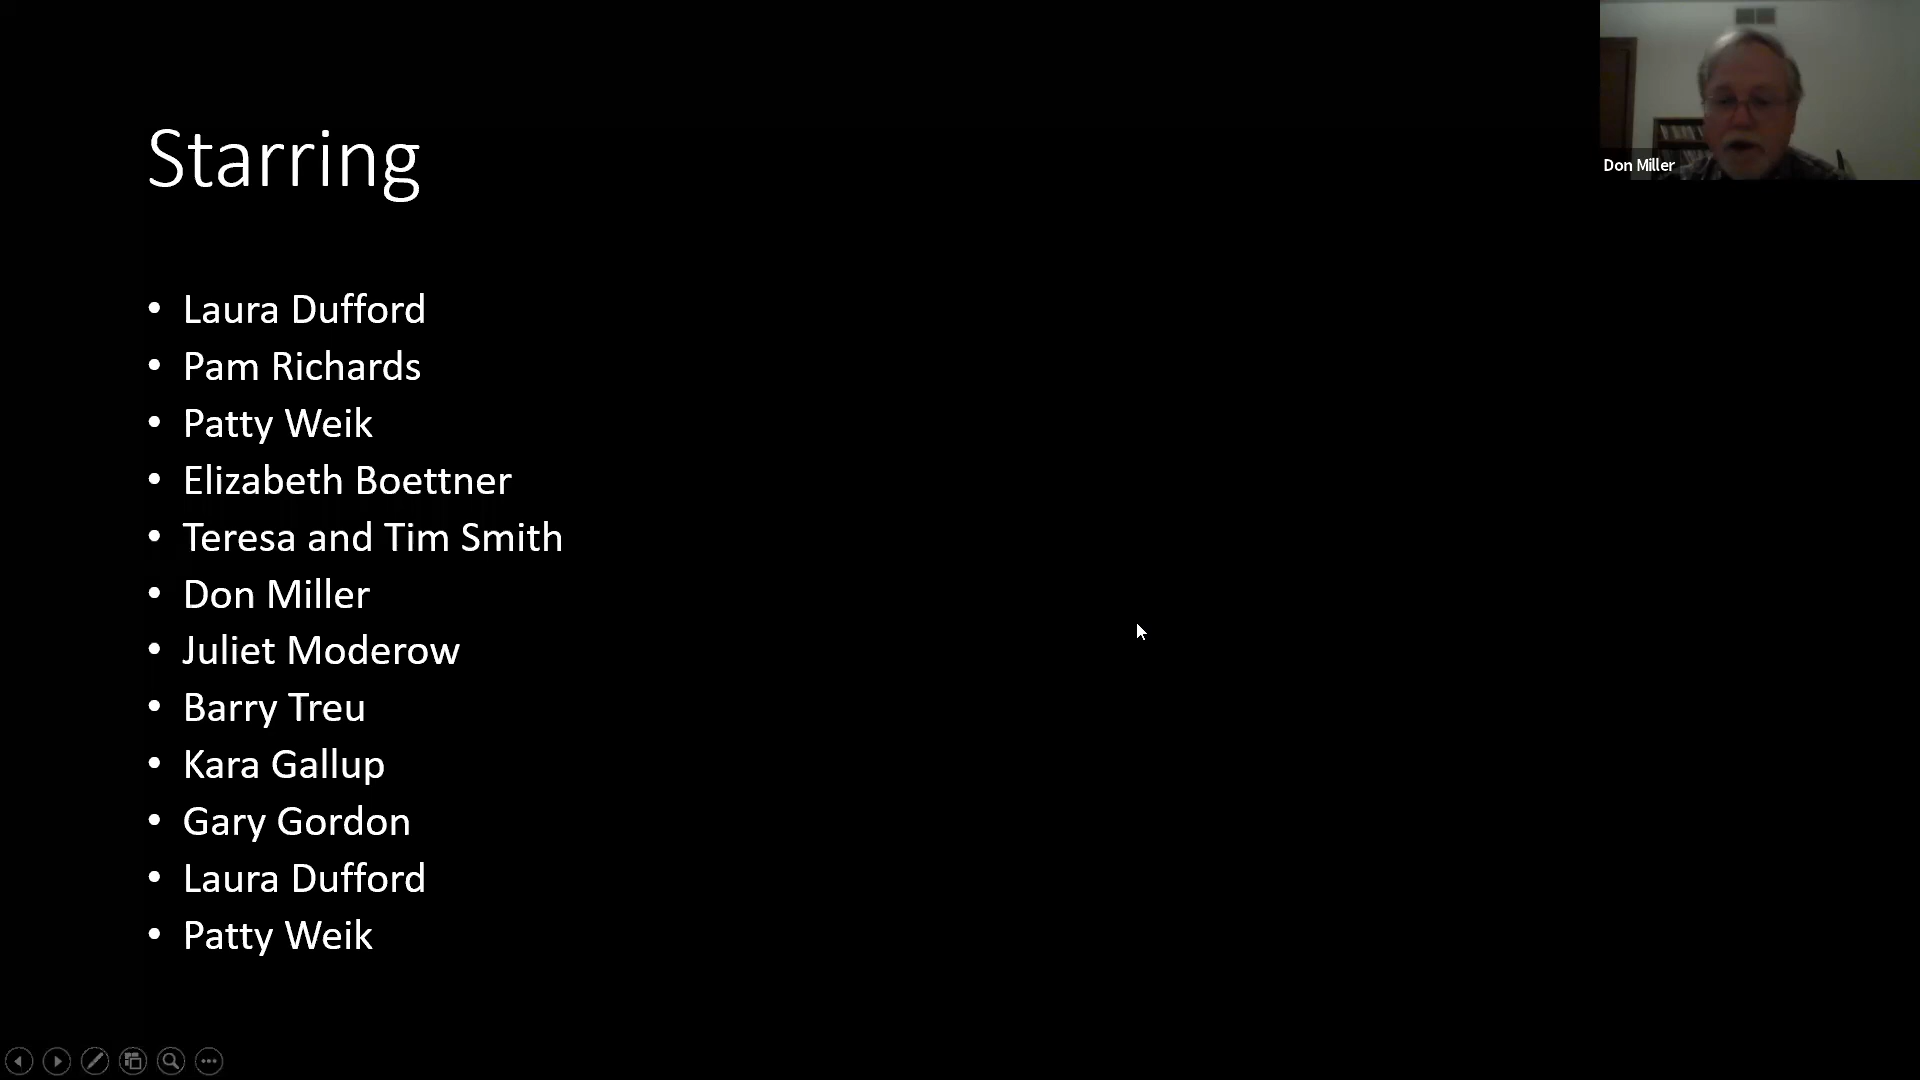 Starring
Don Miller
• Laura Dufford
• Pam Richards
• Patty Weik
• Elizabeth Boettner
• Teresa and Tim Smith
• Don Miller
• Juliet Moderow
• Barry Treu
• Kara Gallup
• Gary Gordon
• Laura Dufford
• Patty Weik